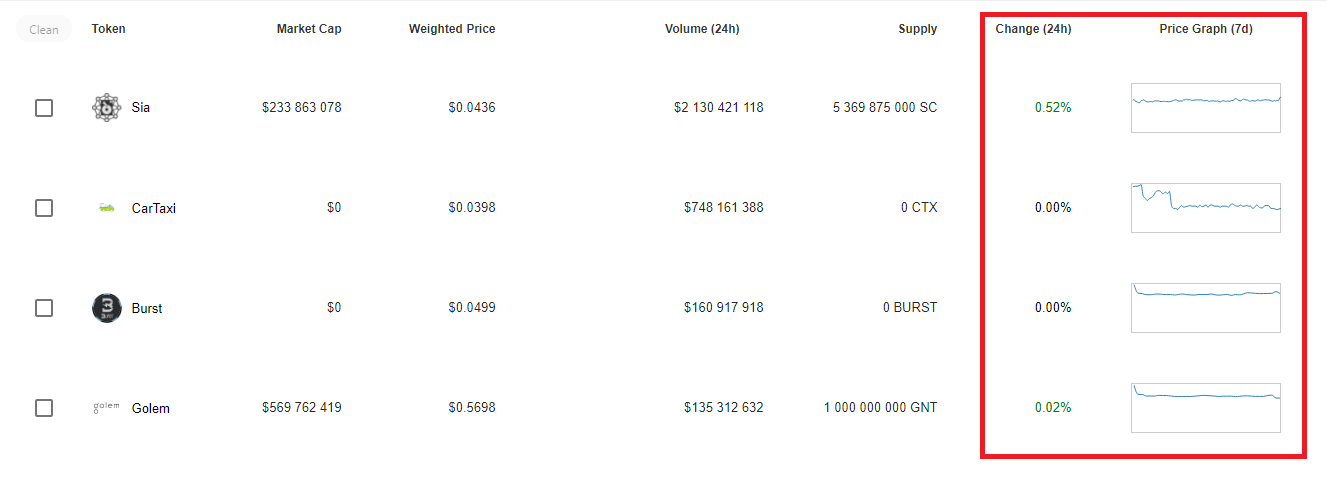 Clean Token Market Cap Weighted Price Volume (24h) Supply Change (24h) Price Graph (7d)
Sia $233 863 078 $0.0436 $2 130 421 118 5 369 875 000 SC 0.52%
CarTaxi $0 $0.0398 $748 161 388 0 CTX 0.00%
Burst $0 $0.0499 $160 917 918 0 BURST 0.00%
golem Golem $569 762 419 $0.5698 $135 312 632 1 000 000 000 GNT 0.02%